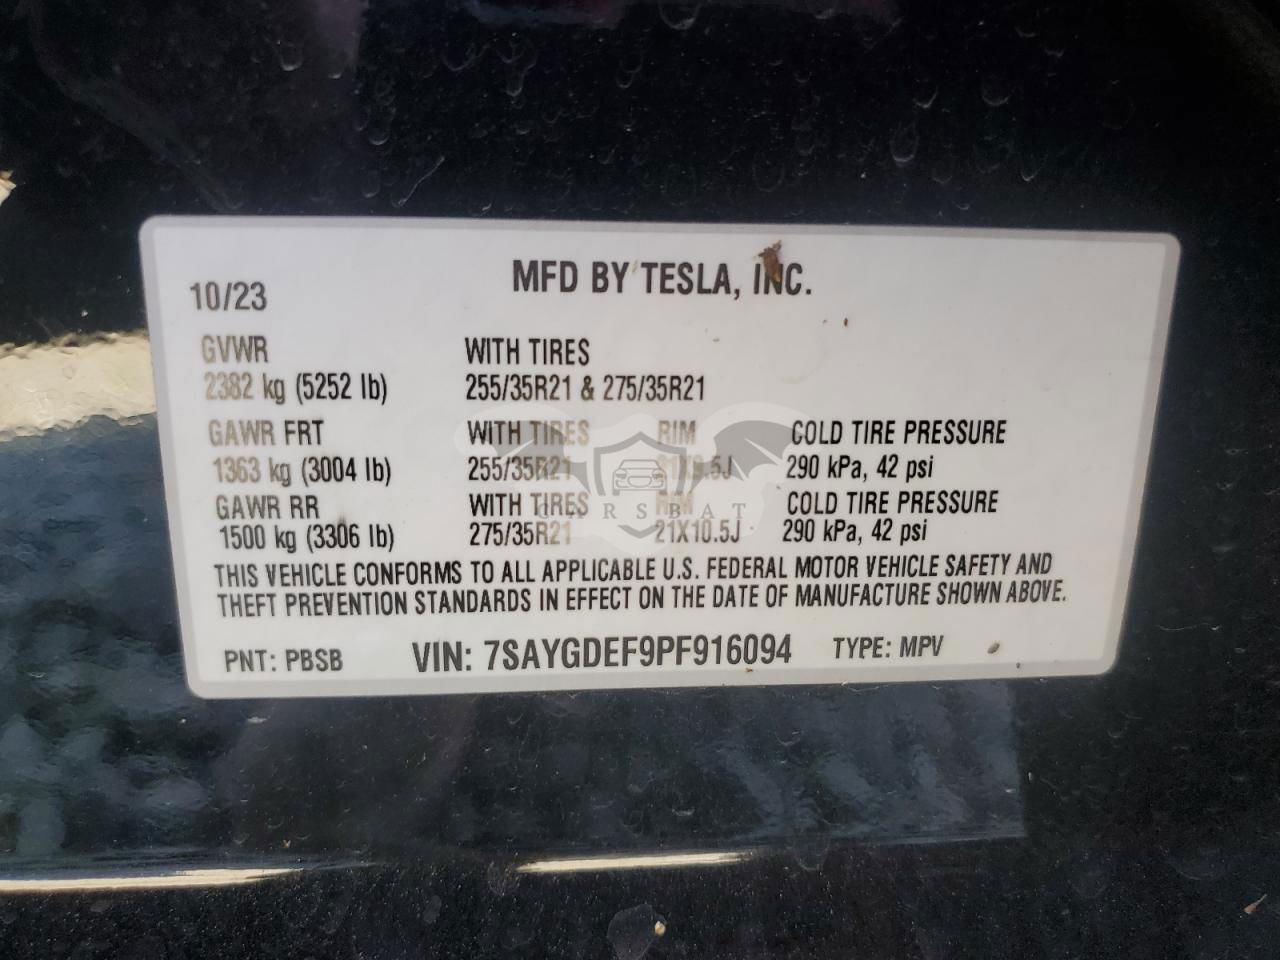 MFD BY TESLA, INC.
10/23
GVWR WITH TIRES
2382 kg (5252 lb) 255/35R21 & 275/35R21
GAWR FRT WITH TIRES RIM COLD TIRE PRESSURE
1363 kg (3004 lb) 255/35R21 21X9.5J 290 kPa, 42 psi
GAWR RR WITH TIRES RIM COLD TIRE PRESSURE
1500 kg (3306 lb) 275/35R21 21X10.5J 290 kPa, 42 psi
CARSBAT
THIS VEHICLE CONFORMS TO ALL APPLICABLE U.S. FEDERAL MOTOR VEHICLE SAFETY AND
THEFT PREVENTION STANDARDS IN EFFECT ON THE DATE OF MANUFACTURE SHOWN ABOVE.
PNT: PBSB VIN: 7SAYGDEF9PF916094 TYPE: MPV